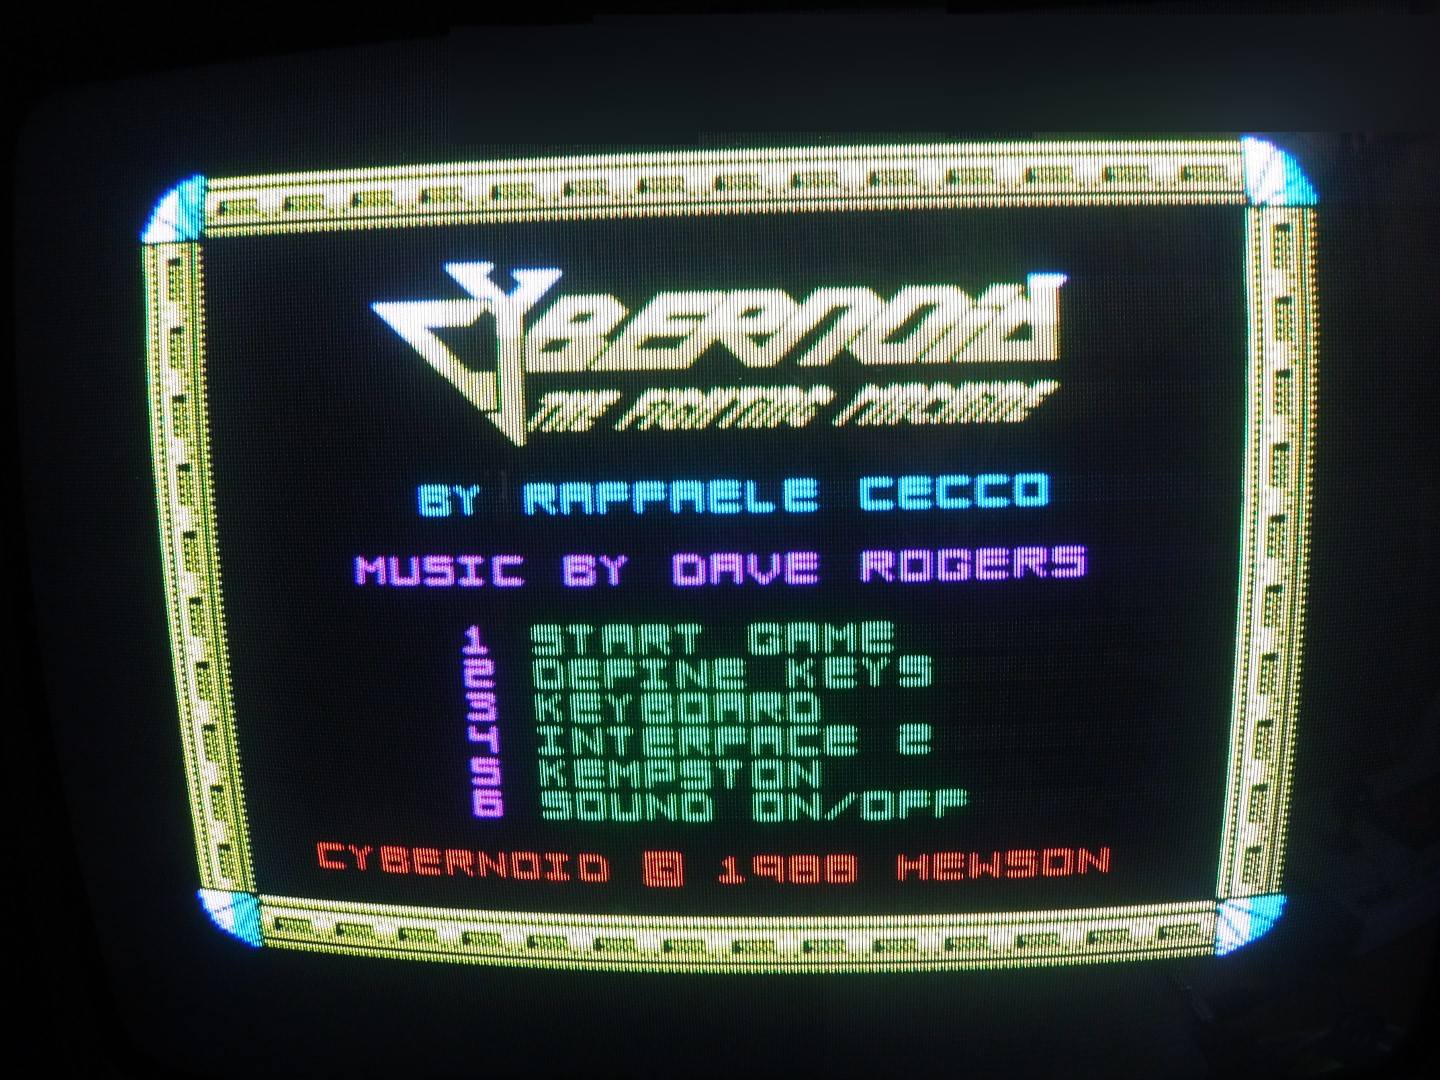 CYBERNOID
THE FIGHTING MACHINE
BY RAFFAELE CECCO
MUSIC BY DAVE ROGERS
1 START GAME
2 DEFINE KEYS
3 KEYBOARD
4 INTERFACE 2
5 KEMPSTON
6 SOUND ON/OFF
CYBERNOID © 1988 HEWSON